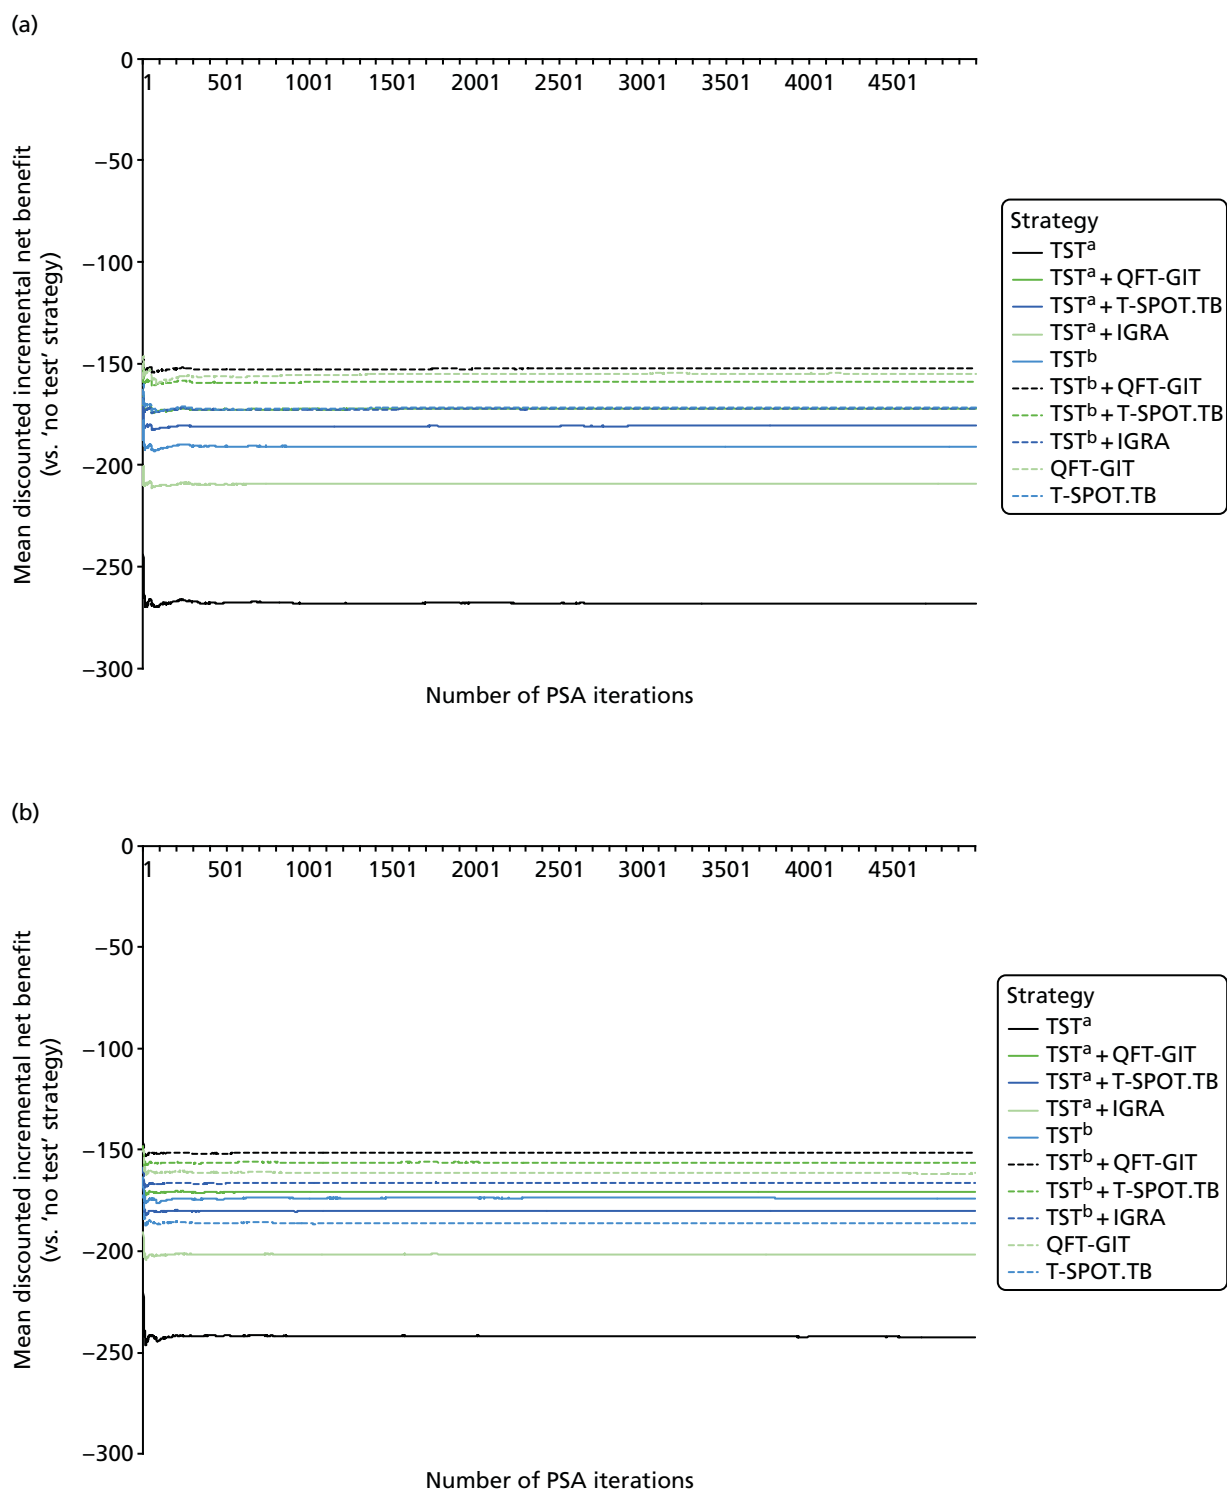 (a)
0
1 501 1001 1501 2001 2501 3001 3501 4001 4501
−50
−100
−150
−200
−250
−300
Mean discounted incremental net benefit
(vs. ‘no test’ strategy)
Number of PSA iterations
Strategy
TSTa
TSTa + QFT-GIT
TSTa + T-SPOT.TB
TSTa + IGRA
TSTb
TSTb + QFT-GIT
TSTb + T-SPOT.TB
TSTb + IGRA
QFT-GIT
T-SPOT.TB
(b)
0
1 501 1001 1501 2001 2501 3001 3501 4001 4501
−50
−100
−150
−200
−250
−300
Mean discounted incremental net benefit
(vs. ‘no test’ strategy)
Number of PSA iterations
Strategy
TSTa
TSTa + QFT-GIT
TSTa + T-SPOT.TB
TSTa + IGRA
TSTb
TSTb + QFT-GIT
TSTb + T-SPOT.TB
TSTb + IGRA
QFT-GIT
T-SPOT.TB